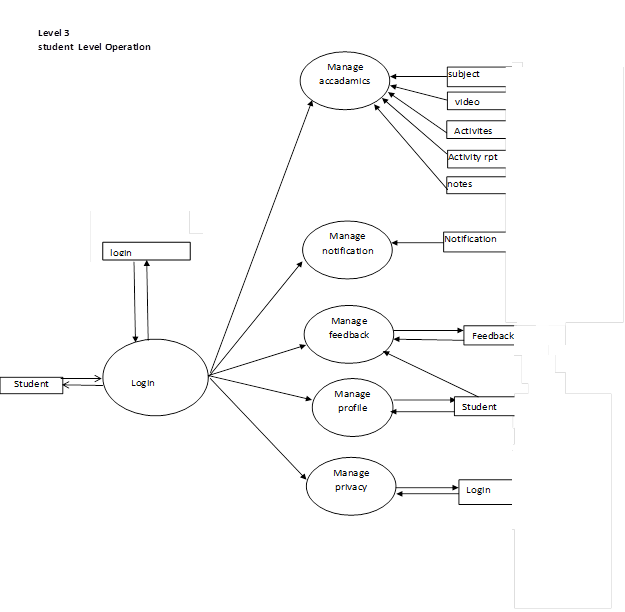 Level 3
student Level Operation
Manage
accadamics
subject
video
Activites
Activity rpt
notes
Manage
notification
Notification
login
Manage
feedback
Feedback
Student
Login
Manage
profile
Student
Manage
privacy
Login